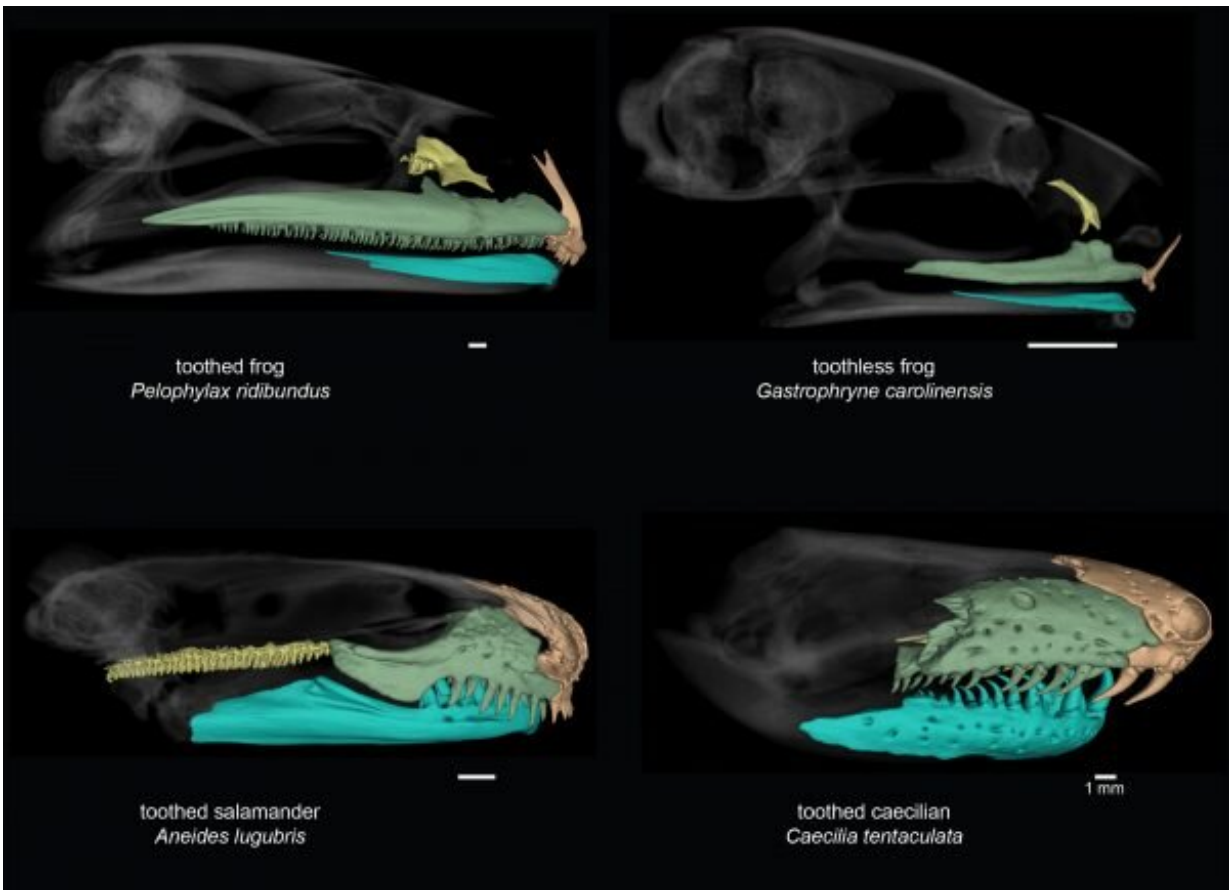 toothed frog
Pelophylax ridibundus
toothless frog
Gastrophryne carolinensis
toothed salamander
Aneides lugubris
1 mm
toothed caecilian
Caecilia tentaculata